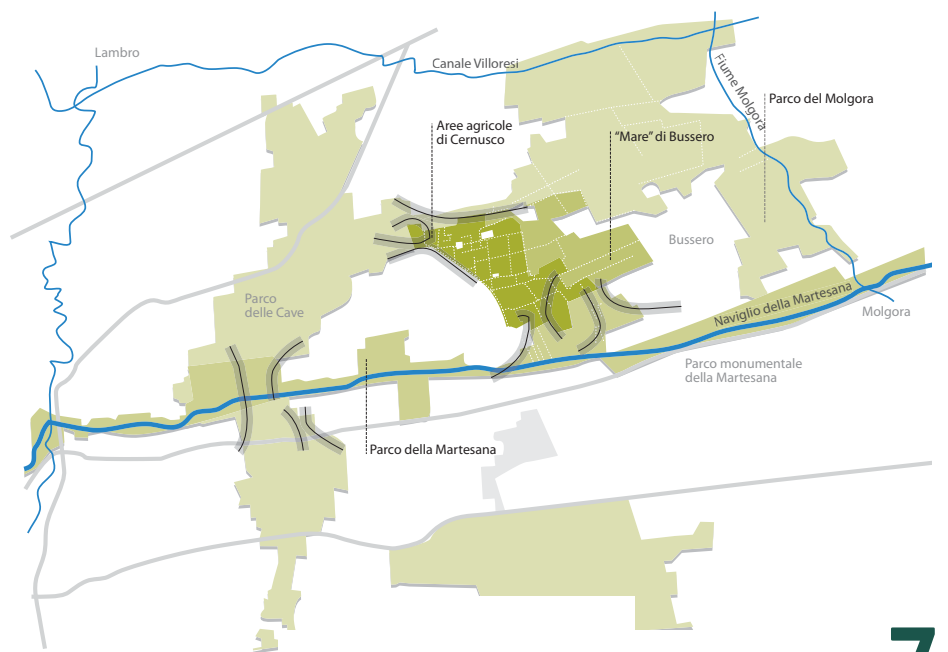 Lambro
Canale Villoresi
Fiume Molgora
Parco del Molgora
Aree agricole
di Cernusco
“Mare” di Bussero
Bussero
Parco
delle Cave
Naviglio della Martesana
Molgora
Parco monumentale
della Martesana
Parco della Martesana
7